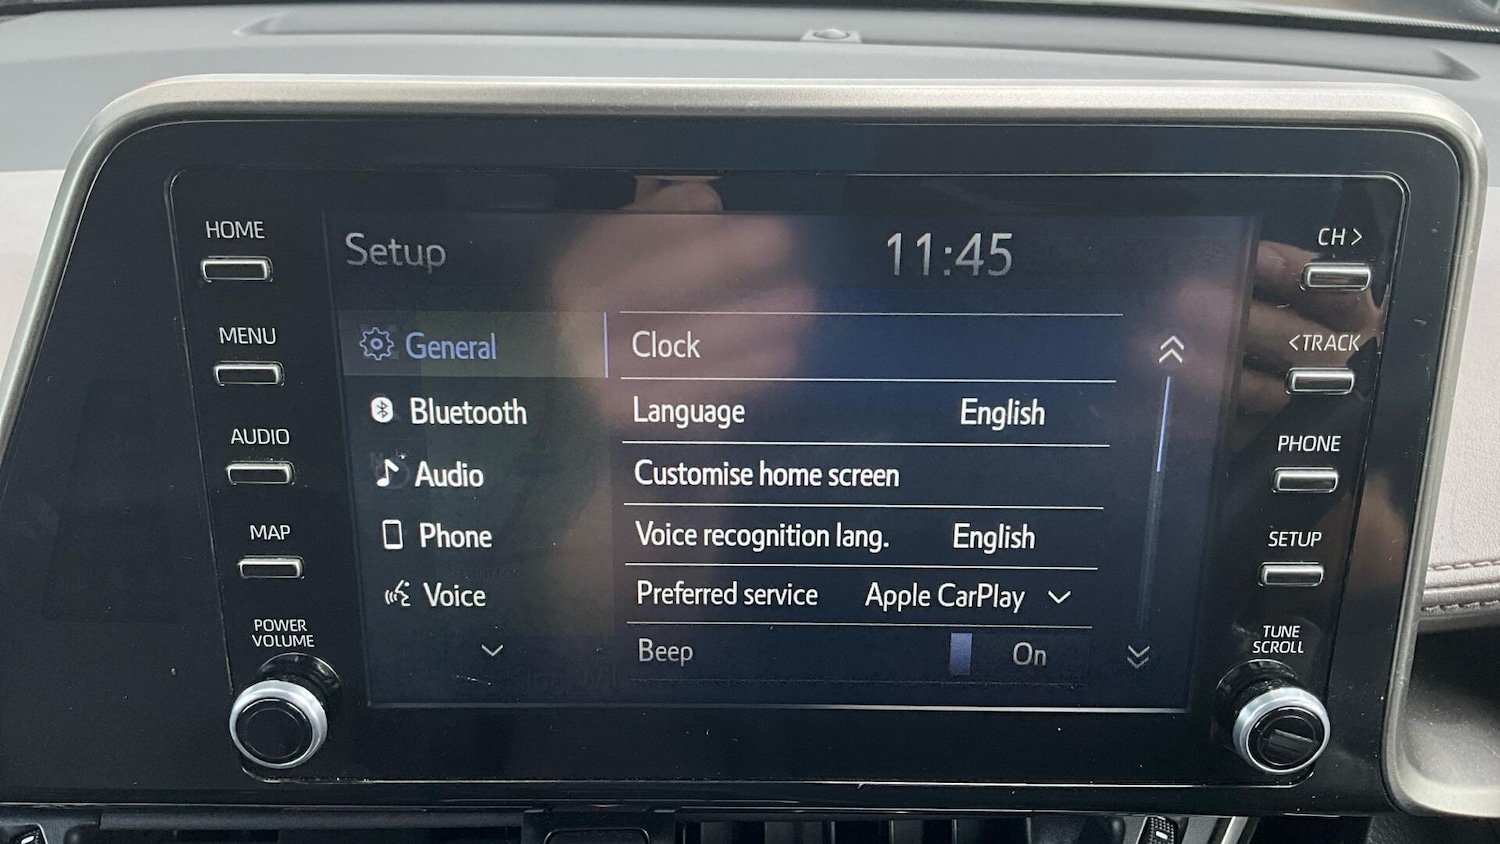 HOME
MENU
AUDIO
MAP
POWER
VOLUME
Setup
11:45
General
Bluetooth
Audio
Phone
Voice
Clock
Language English
Customise home screen
Voice recognition lang. English
Preferred service Apple CarPlay
Beep On
CH >
<TRACK
PHONE
SETUP
TUNE
SCROLL